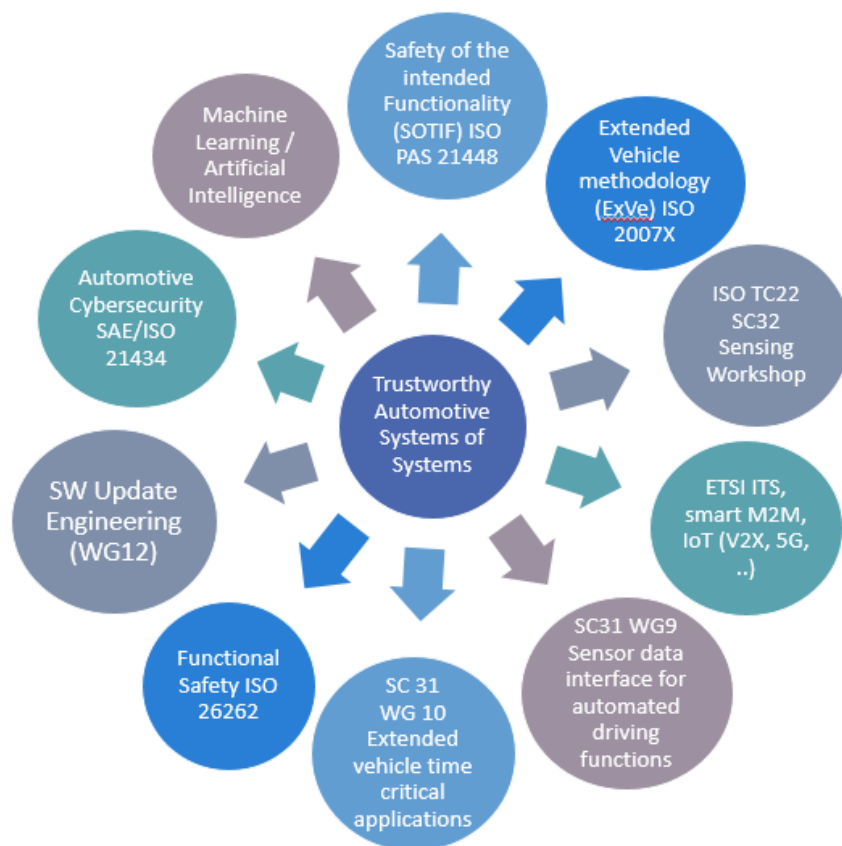 Safety of the
intended
Functionality
(SOTIF) ISO
PAS 21448
Extended
Vehicle
methodology
(ExVe) ISO
2007X
ISO TC22
SC32
Sensing
Workshop
ETSI ITS,
smart M2M,
IoT (V2X, 5G,
..)
SC31 WG9
Sensor data
interface for
automated
driving
functions
SC 31
WG 10
Extended
vehicle time
critical
applications
Functional
Safety ISO
26262
SW Update
Engineering
(WG12)
Automotive
Cybersecurity
SAE/ISO
21434
Machine
Learning /
Artificial
Intelligence
Trustworthy
Automotive
Systems of
Systems